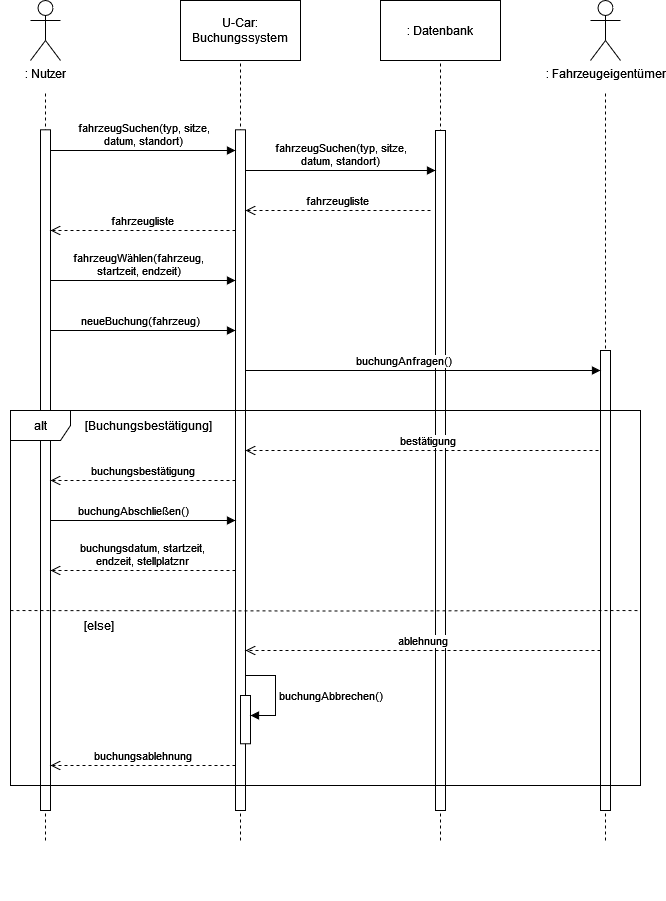 U-Car:
Buchungssystem
: Datenbank
: Nutzer
: Fahrzeugeigentümer
fahrzeugSuchen(typ, sitze,
datum, standort)
fahrzeugSuchen(typ, sitze,
datum, standort)
fahrzeugliste
fahrzeugliste
fahrzeugWählen(fahrzeug,
startzeit, endzeit)
neueBuchung(fahrzeug)
buchungAnfragen()
alt
[Buchungsbestätigung]
bestätigung
buchungsbestätigung
buchungAbschließen()
buchungsdatum, startzeit,
endzeit, stellplatznr
[else]
ablehnung
buchungAbbrechen()
buchungsablehnung